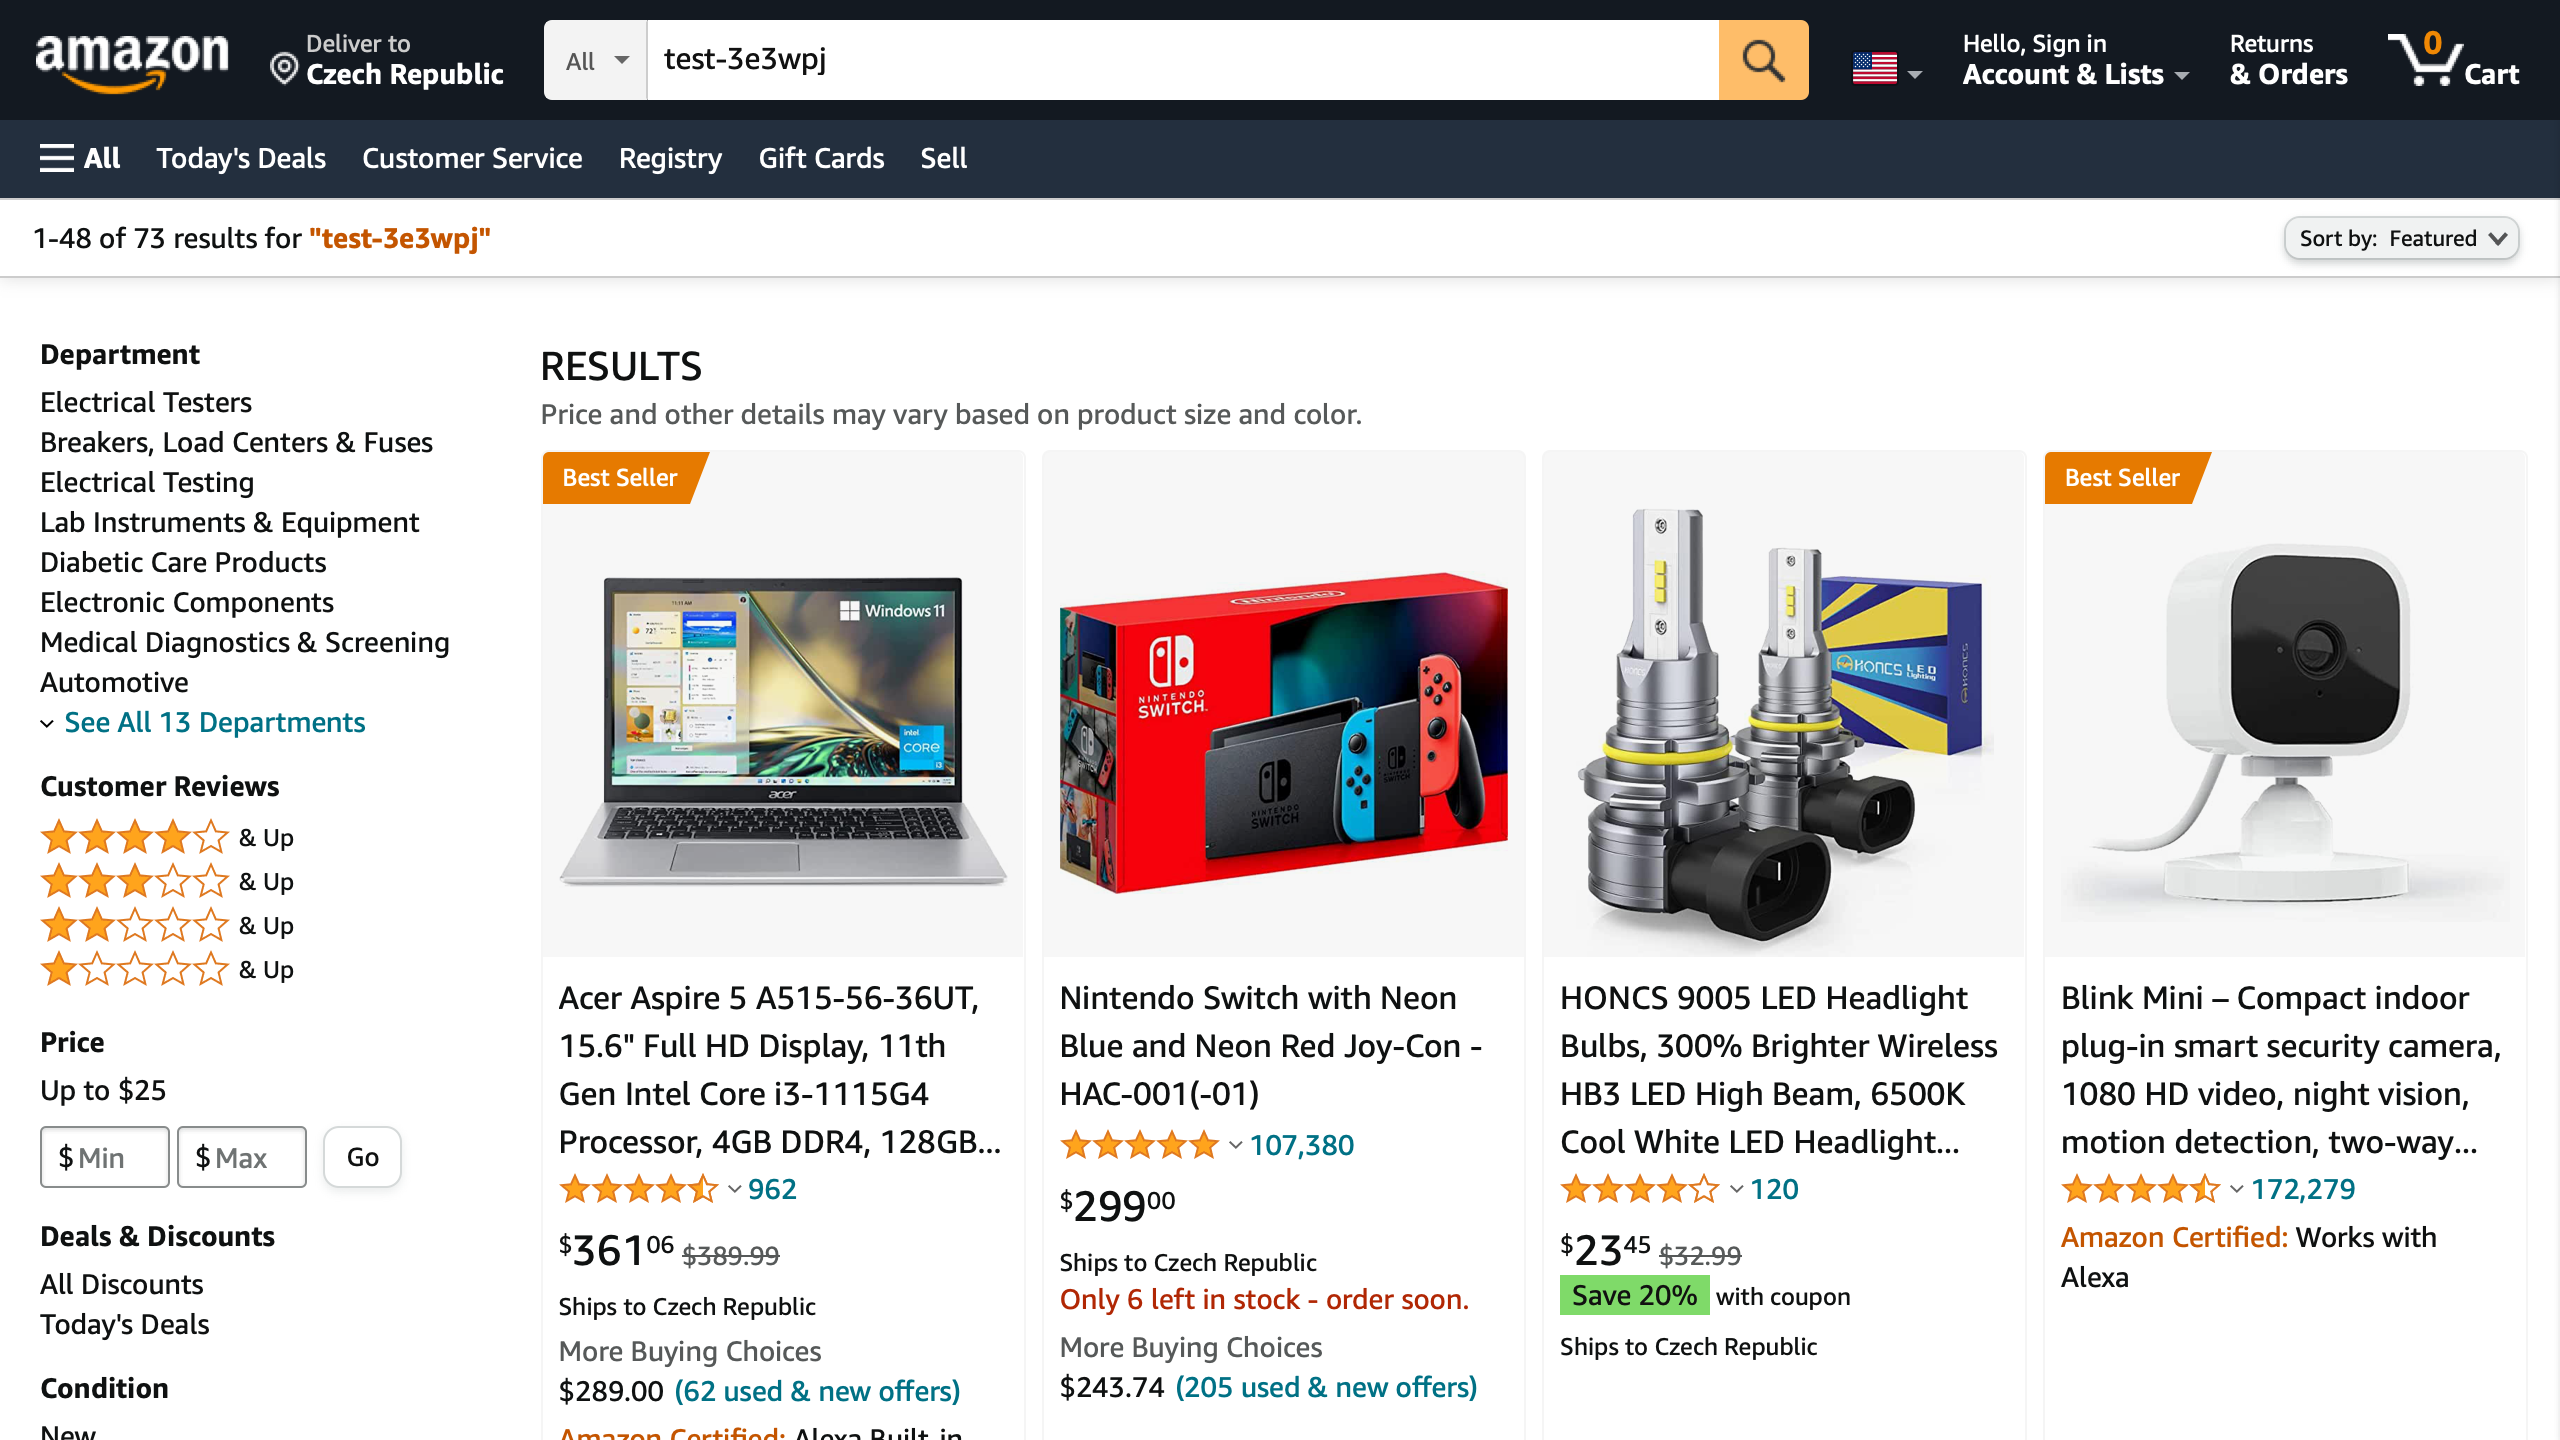 amazon
Deliver to
Czech Republic
All
test-3e3wpj
Hello, Sign in
Account & Lists
Returns
& Orders
0
Cart
All
Today's Deals
Customer Service
Registry
Gift Cards
Sell
1-48 of 73 results for "test-3e3wpj"
Sort by: Featured
Department
Electrical Testers
Breakers, Load Centers & Fuses
Electrical Testing
Lab Instruments & Equipment
Diabetic Care Products
Electronic Components
Medical Diagnostics & Screening
Automotive
See All 13 Departments
Customer Reviews
& Up
& Up
& Up
& Up
Price
Up to $25
$ Min
$ Max
Go
Deals & Discounts
All Discounts
Today's Deals
Condition
New
RESULTS
Price and other details may vary based on product size and color.
Best Seller
Windows 11
intel
CORE
i3
acer
Acer Aspire 5 A515-56-36UT,
15.6" Full HD Display, 11th
Gen Intel Core i3-1115G4
Processor, 4GB DDR4, 128GB...
962
$361.06 $389.99
Ships to Czech Republic
More Buying Choices
$289.00 (62 used & new offers)
Amazon Certified: Alexa Built-in
Nintendo
NINTENDO
SWITCH
NINTENDO
SWITCH
Nintendo Switch with Neon
Blue and Neon Red Joy-Con -
HAC-001(-01)
107,380
$299.00
Ships to Czech Republic
Only 6 left in stock - order soon.
More Buying Choices
$243.74 (205 used & new offers)
HONCS LED
Lighting
HONCS
HONCS 9005 LED Headlight
Bulbs, 300% Brighter Wireless
HB3 LED High Beam, 6500K
Cool White LED Headlight...
120
$23.45 $32.99
Save 20% with coupon
Ships to Czech Republic
Best Seller
Blink Mini – Compact indoor
plug-in smart security camera,
1080 HD video, night vision,
motion detection, two-way...
172,279
Amazon Certified: Works with
Alexa